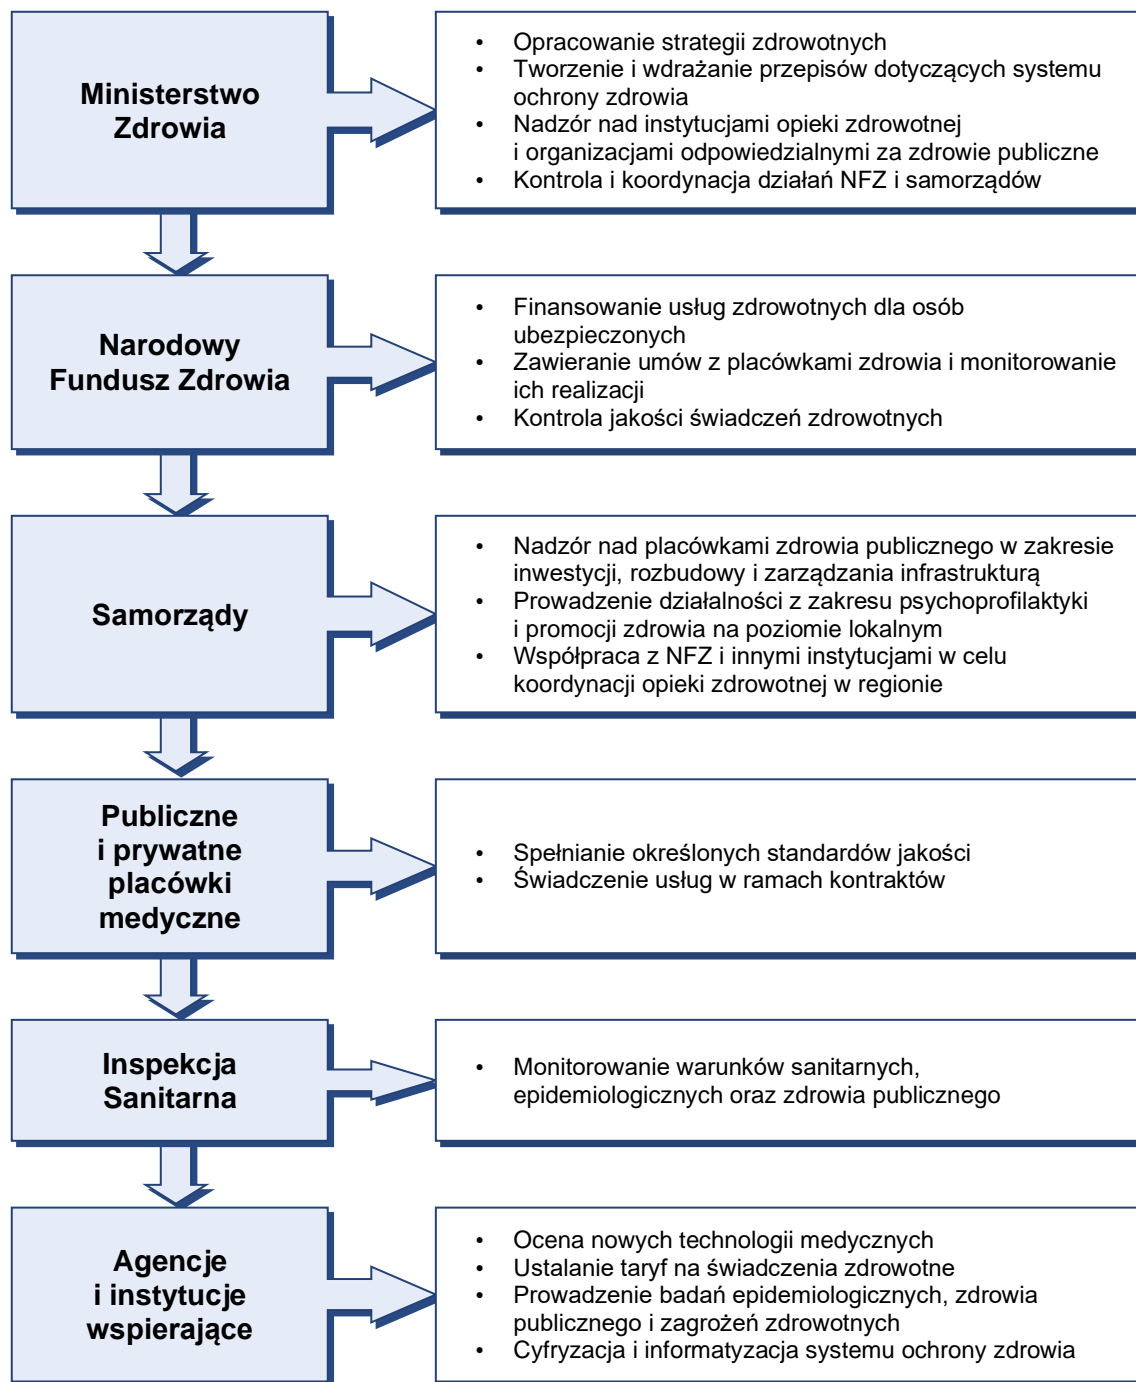 Ministerstwo
Zdrowia
• Opracowanie strategii zdrowotnych
• Tworzenie i wdrażanie przepisów dotyczących systemu
ochrony zdrowia
• Nadzór nad instytucjami opieki zdrowotnej
i organizacjami odpowiedzialnymi za zdrowie publiczne
• Kontrola i koordynacja działań NFZ i samorządów
Narodowy
Fundusz Zdrowia
• Finansowanie usług zdrowotnych dla osób
ubezpieczonych
• Zawieranie umów z placówkami zdrowia i monitorowanie
ich realizacji
• Kontrola jakości świadczeń zdrowotnych
Samorządy
• Nadzór nad placówkami zdrowia publicznego w zakresie
inwestycji, rozbudowy i zarządzania infrastrukturą
• Prowadzenie działalności z zakresu psychoprofilaktyki
i promocji zdrowia na poziomie lokalnym
• Współpraca z NFZ i innymi instytucjami w celu
koordynacji opieki zdrowotnej w regionie
Publiczne
i prywatne
placówki
medyczne
• Spełnianie określonych standardów jakości
• Świadczenie usług w ramach kontraktów
Inspekcja
Sanitarna
• Monitorowanie warunków sanitarnych,
epidemiologicznych oraz zdrowia publicznego
Agencje
i instytucje
wspierające
• Ocena nowych technologii medycznych
• Ustalanie taryf na świadczenia zdrowotne
• Prowadzenie badań epidemiologicznych, zdrowia
publicznego i zagrożeń zdrowotnych
• Cyfryzacja i informatyzacja systemu ochrony zdrowia